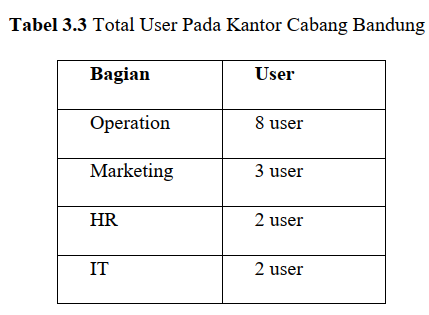 Tabel 3.3 Total User Pada Kantor Cabang Bandung
Bagian User
Operation 8 user
Marketing 3 user
HR 2 user
IT 2 user